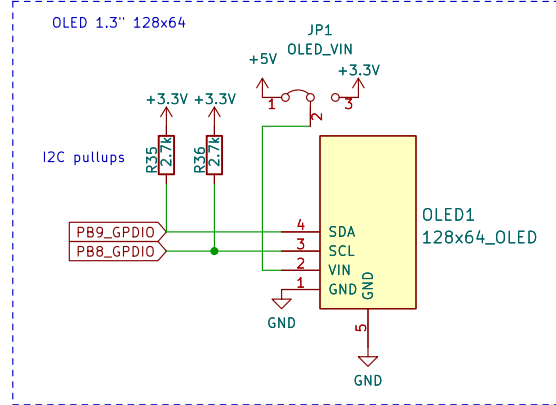 OLED 1.3" 128x64
JP1
OLED_VIN
+5V
+3.3V
1
2
3
+3.3V
+3.3V
R35
2.7k
R36
2.7k
I2C pullups
PB9_GPDIO
PB8_GPDIO
4
SDA
3
SCL
2
VIN
1
GND
GND
5
OLED1
128x64_OLED
GND
GND